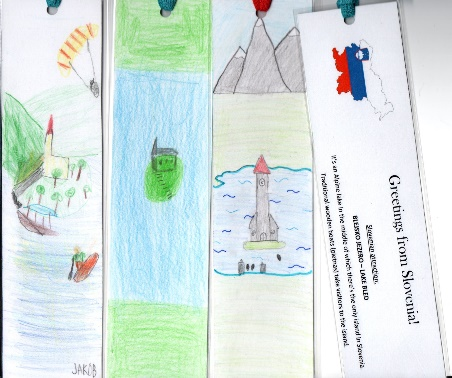 JAKOB
Greetings from Slovenia!
BLEJSKO JEZERO – LAKE BLED
It's an Alpine lake in the middle of which there's the only island in Slovenia.
Traditional wooden boats (pletnas) take visitors to the island.